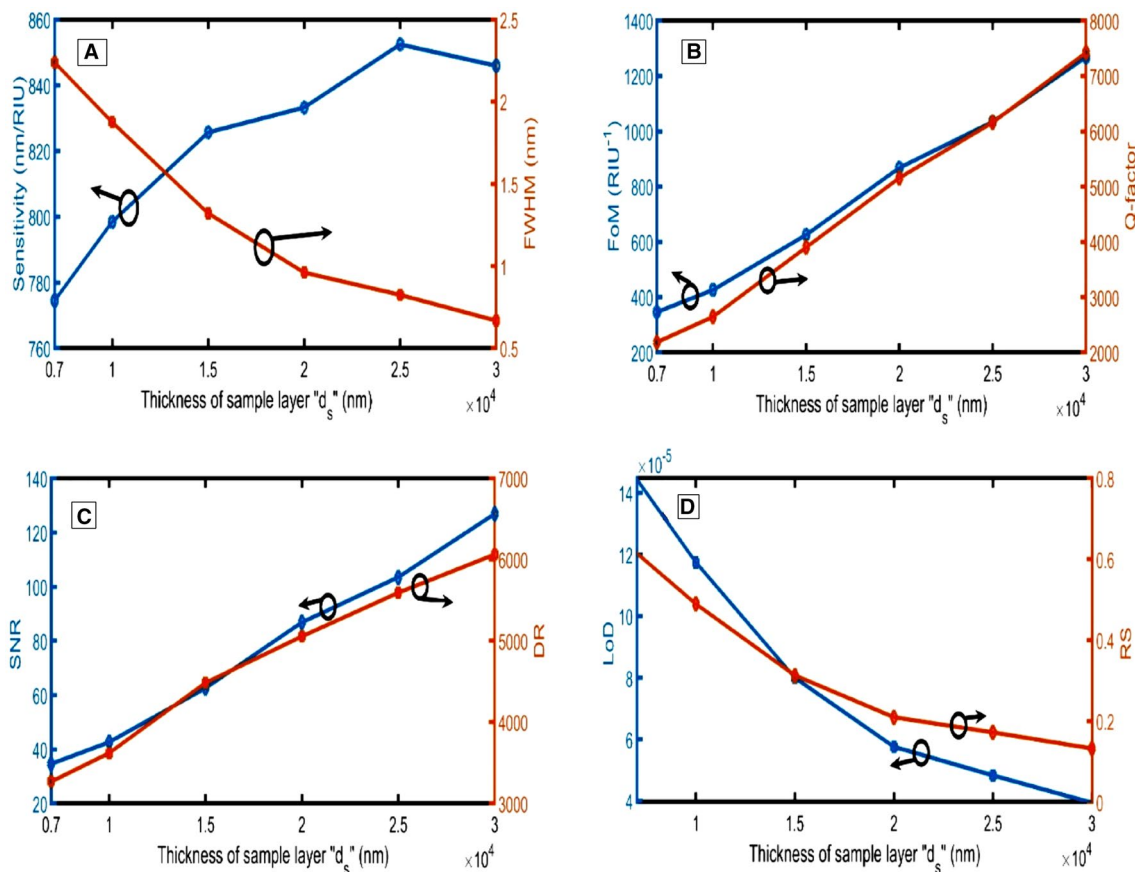 A
Sensitivity (nm/RIU)
860
840
820
800
780
760
FWHM (nm)
2.5
2
1.5
1
0.5
0.7 1 1.5 2 2.5 3
Thickness of sample layer "d_s" (nm)
×10^4
B
FoM (RIU^-1)
1400
1200
1000
800
600
400
200
Q-factor
8000
7000
6000
5000
4000
3000
2000
0.7 1 1.5 2 2.5 3
Thickness of sample layer "d_s" (nm)
×10^4
C
SNR
140
120
100
80
60
40
20
DR
7000
6000
5000
4000
3000
0.7 1 1.5 2 2.5 3
Thickness of sample layer "d_s" (nm)
×10^4
D
×10^-5
LoD
14
12
10
8
6
4
RS
0.8
0.6
0.4
0.2
0
1 1.5 2 2.5 3
Thickness of sample layer "d_s" (nm)
×10^4